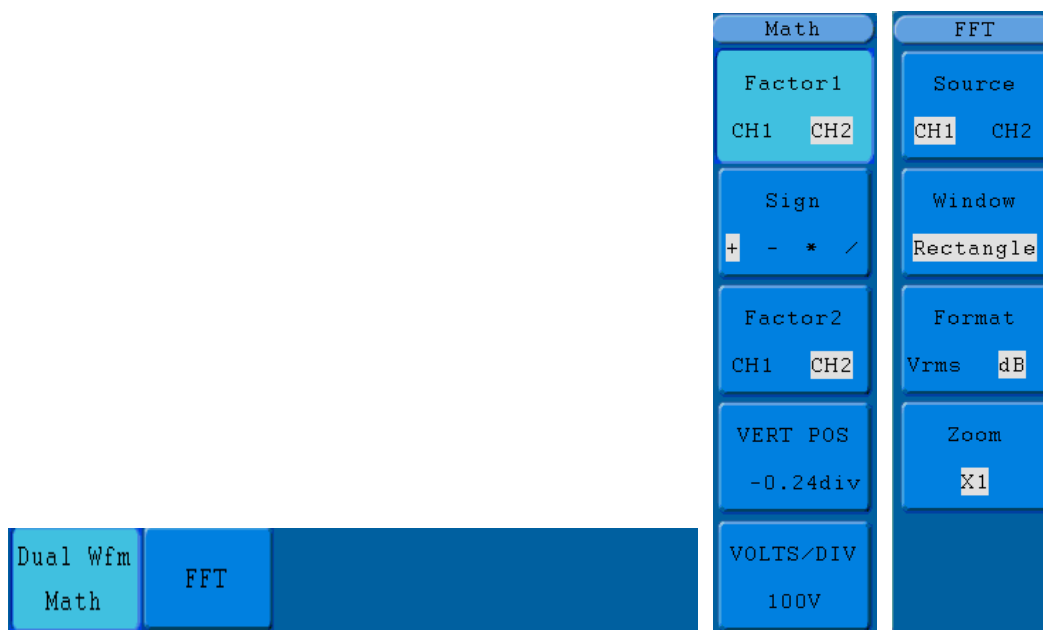 Math
Factor1
CH1 CH2
Sign
+ - * /
Factor2
CH1 CH2
VERT POS
-0.24div
VOLTS/DIV
100V
FFT
Source
CH1 CH2
Window
Rectangle
Format
Vrms dB
Zoom
X1
Dual Wfm
Math
FFT